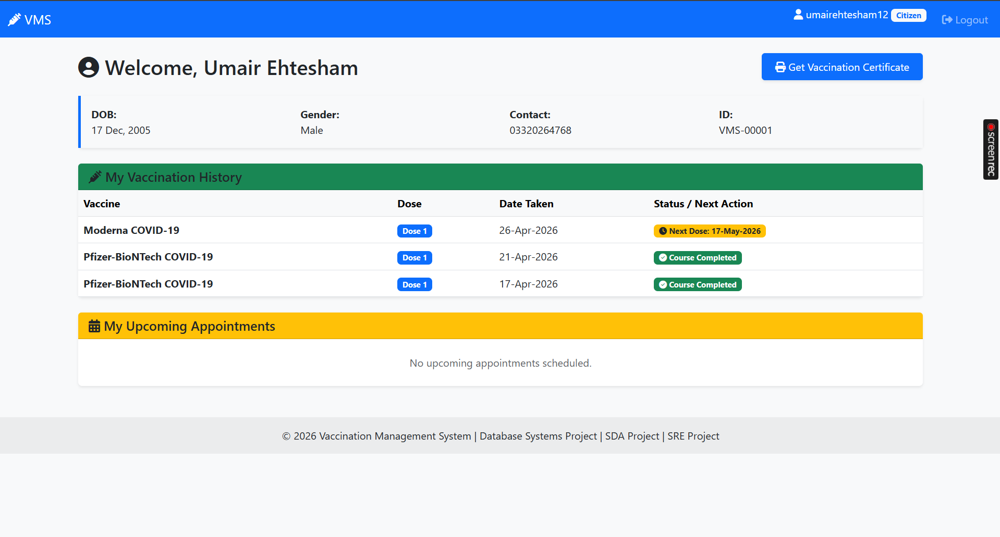 VMS
umairehtesham12 Citizen
Logout
Welcome, Umair Ehtesham
Get Vaccination Certificate
DOB: Gender: Contact: ID:
17 Dec, 2005 Male 03320264768 VMS-00001
screenrec
My Vaccination History
Vaccine Dose Date Taken Status / Next Action
Moderna COVID-19 Dose 1 26-Apr-2026 Next Dose: 17-May-2026
Pfizer-BioNTech COVID-19 Dose 1 21-Apr-2026 Course Completed
Pfizer-BioNTech COVID-19 Dose 1 17-Apr-2026 Course Completed
My Upcoming Appointments
No upcoming appointments scheduled.
© 2026 Vaccination Management System | Database Systems Project | SDA Project | SRE Project